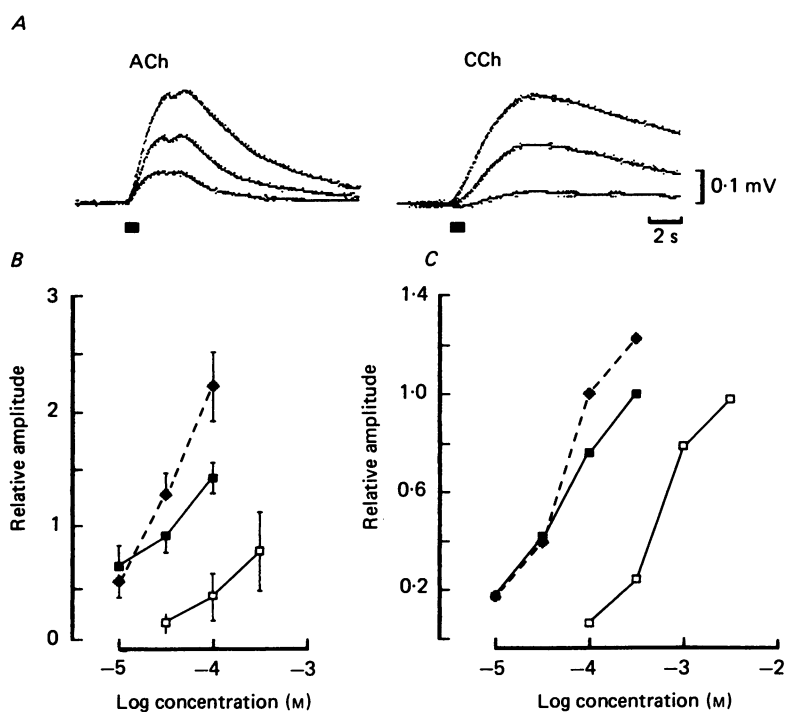 A
ACh
CCh
0·1 mV
2 s
B
C
3
2
1
0
Relative amplitude
−5
−4
−3
Log concentration (M)
1·4
1·0
0·6
0·2
Relative amplitude
−5
−4
−3
−2
Log concentration (M)